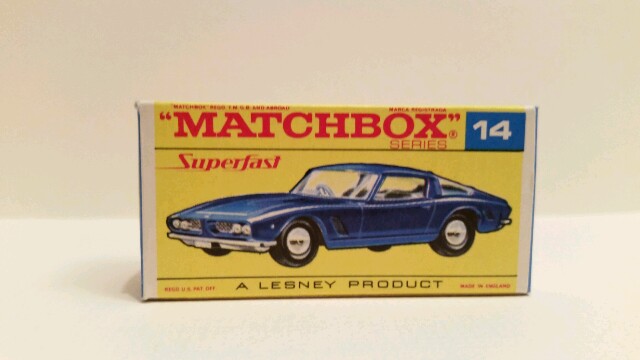 "MATCHBOX" REGD. T.M. G.B. AND ABROAD MARCA REGISTRADA
"MATCHBOX"®
SERIES
14
Superfast
REGD U.S. PAT. OFF A LESNEY PRODUCT MADE IN ENGLAND